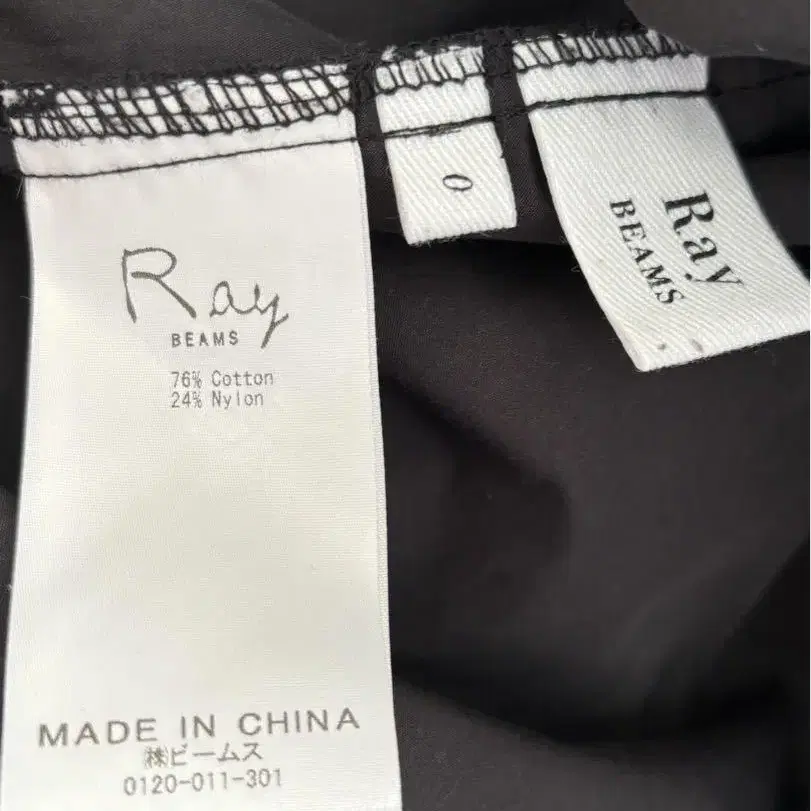 Ray
BEAMS
76% Cotton
24% Nylon
MADE IN CHINA
㈱ビームス
0120-011-301
0
Ray
BEAMS